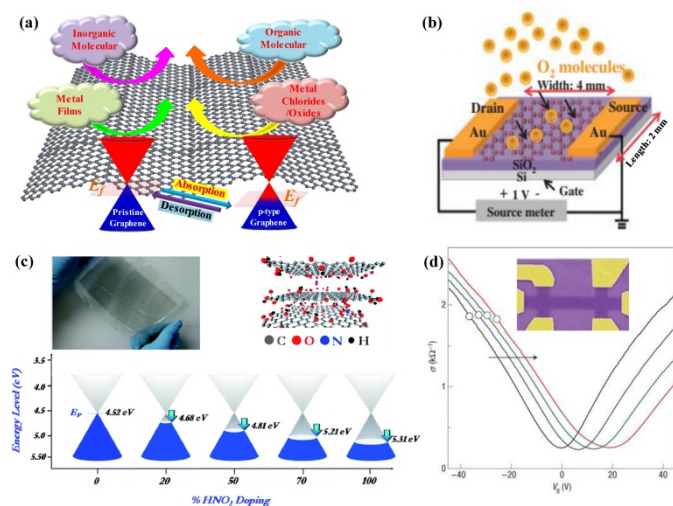 (a)
Inorganic
Molecular
Organic
Molecular
Metal
Films
Metal
Chlorides
/Oxides
Ef
Absorption
Desorption
Ef
Pristine
Graphene
p-type
Graphene
(b)
O2 molecules
Width: 4 mm
Drain
Source
Au
Au
Length: 2 mm
SiO2
Si
Gate
+ 1 V -
Source meter
(c)
C O N H
Energy Level (eV)
3.5
4.0
4.5
5.0
5.50
EF
4.52 eV
4.68 eV
4.81 eV
5.21 eV
5.31 eV
0 20 50 70 100
% HNO3 Doping
(d)
σ (kΩ⁻¹)
2
1
0
-40 -20 0 20 40
Vg (V)